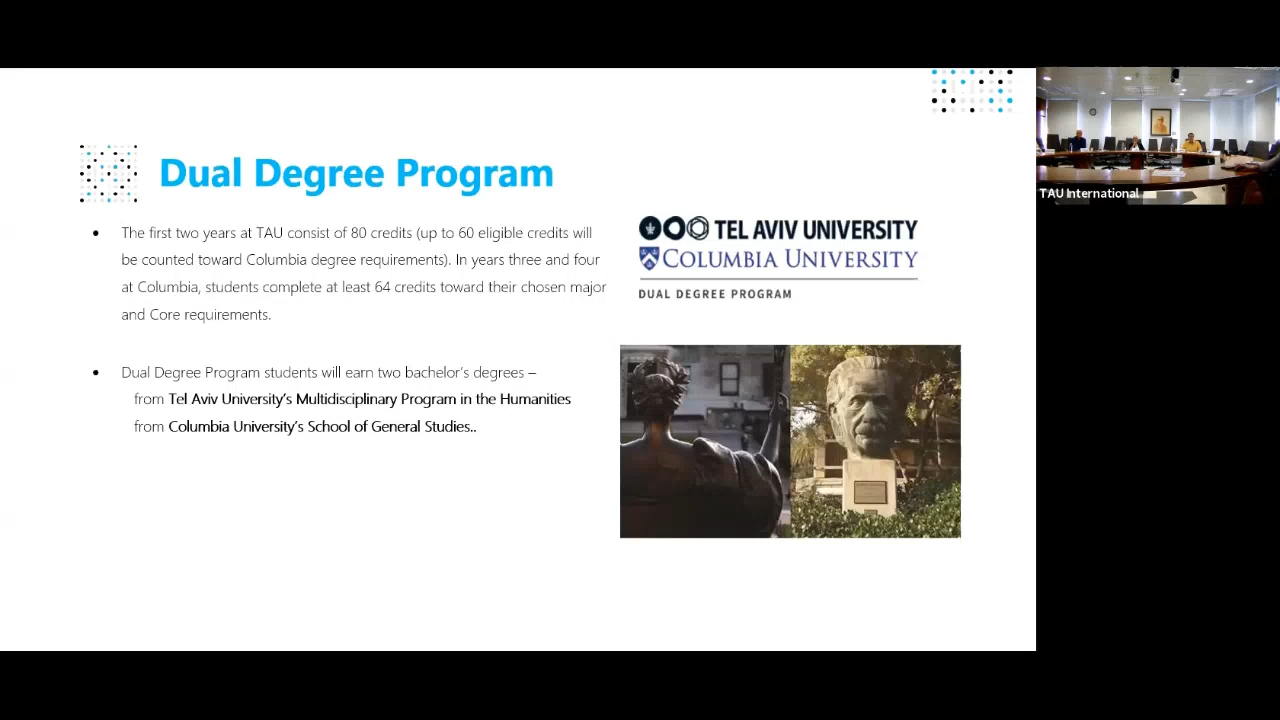 Dual Degree Program
• The first two years at TAU consist of 80 credits (up to 60 eligible credits will
be counted toward Columbia degree requirements). In years three and four
at Columbia, students complete at least 64 credits toward their chosen major
and Core requirements.
• Dual Degree Program students will earn two bachelor's degrees –
from Tel Aviv University's Multidisciplinary Program in the Humanities
from Columbia University's School of General Studies..
TEL AVIV UNIVERSITY
COLUMBIA UNIVERSITY
DUAL DEGREE PROGRAM
TAU International